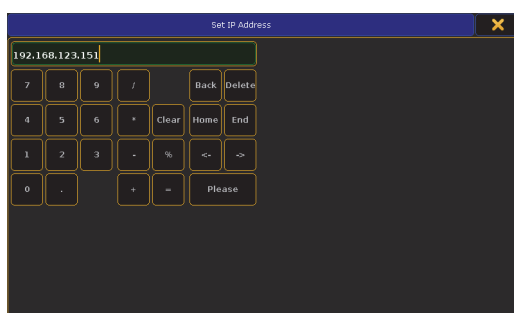 Set IP Address
192.168.123.151
7 8 9 / Back Delete
4 5 6 * Clear Home End
1 2 3 - % <- ->
0 . + = Please